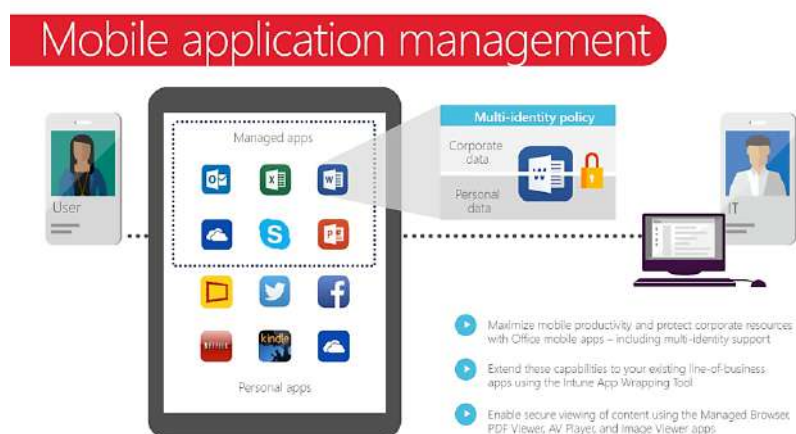 Mobile application management
Managed apps
Multi-identity policy
Corporate
data
Personal
data
User
IT
NETFLIX
kindle
Personal apps
Maximize mobile productivity and protect corporate resources
with Office mobile apps – including multi-identity support
Extend these capabilities to your existing line-of-business
apps using the Intune App Wrapping Tool
Enable secure viewing of content using the Managed Browser,
PDF Viewer, AV Player, and Image Viewer apps